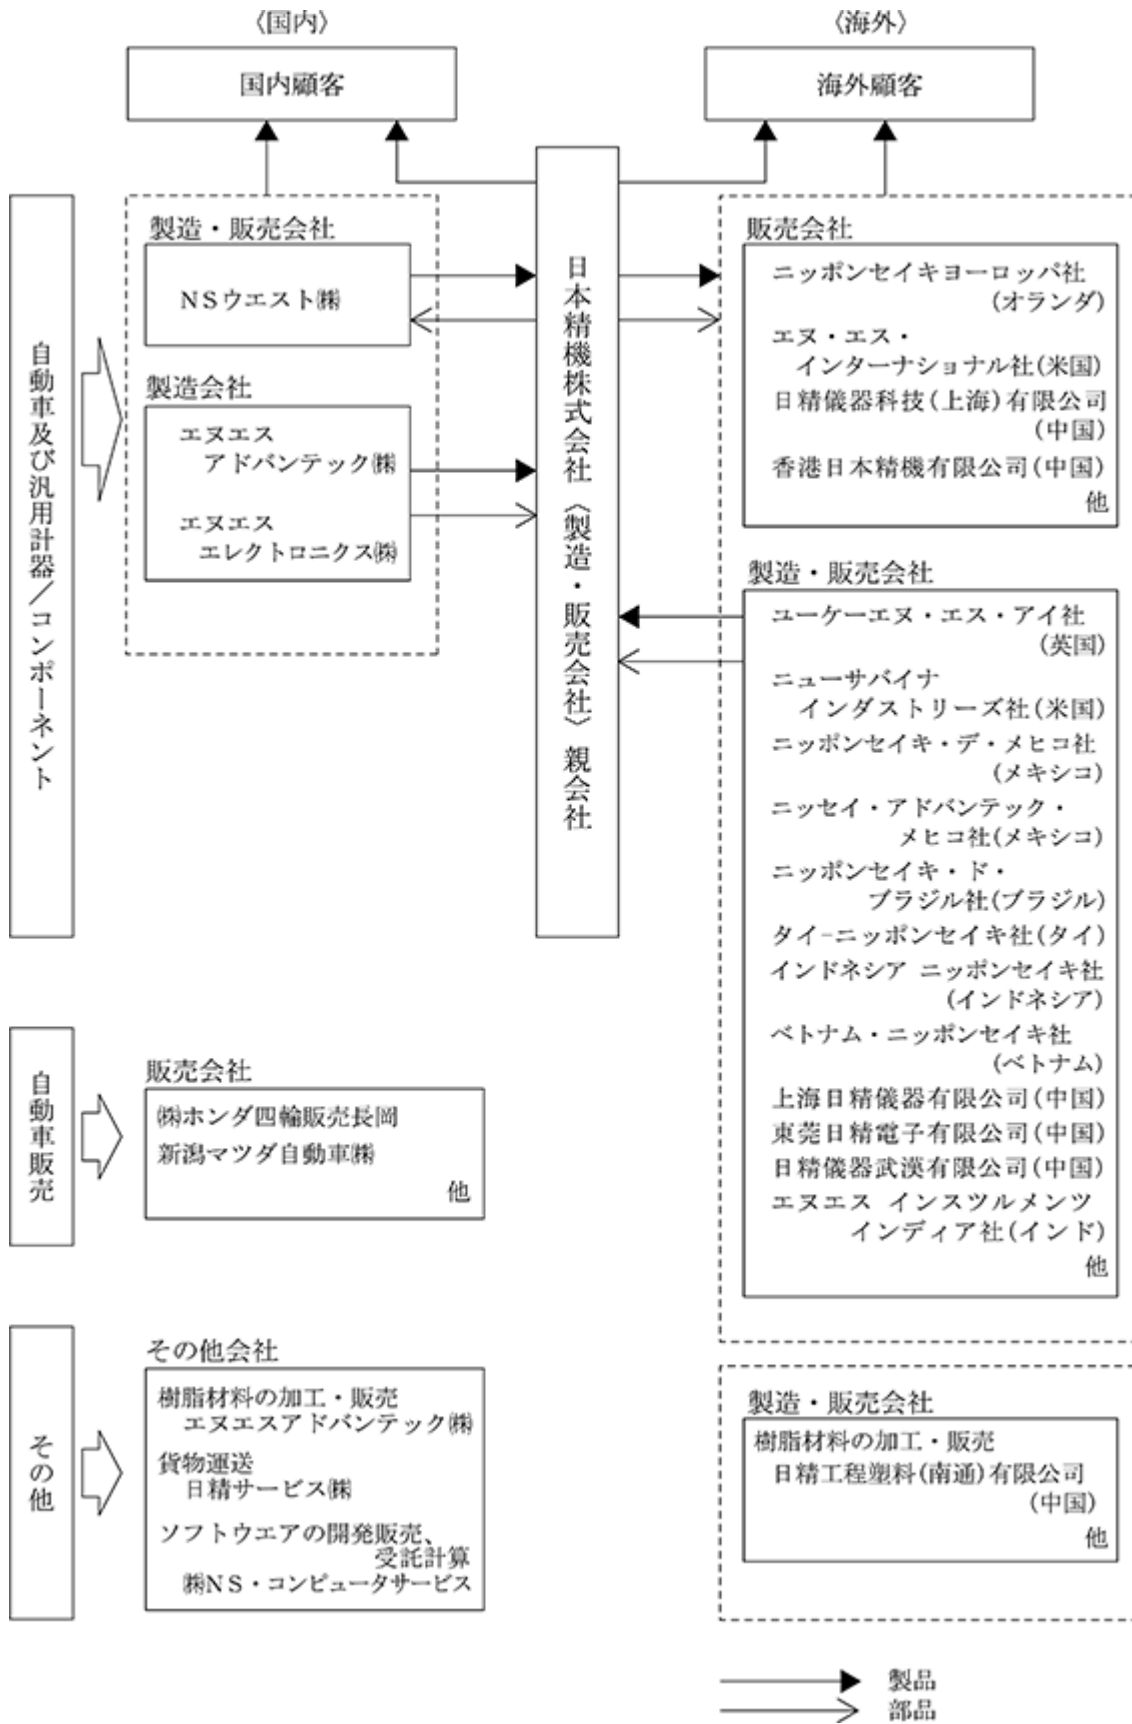 〈国内〉
〈海外〉
国内顧客
海外顧客
自動車及び汎用計器／コンポーネント
製造・販売会社
NSウエスト㈱
製造会社
エヌエス
アドバンテック㈱
エヌエス
エレクトロニクス㈱
日本精機株式会社〈製造・販売会社〉親会社
販売会社
ニッポンセイキヨーロッパ社
(オランダ)
エヌ・エス・
インターナショナル社(米国)
日精儀器科技(上海)有限公司
(中国)
香港日本精機有限公司(中国)
他
製造・販売会社
ユーケーエヌ・エス・アイ社
(英国)
ニューサバイナ
インダストリーズ社(米国)
ニッポンセイキ・デ・メヒコ社
(メキシコ)
ニッセイ・アドバンテック・
メヒコ社(メキシコ)
ニッポンセイキ・ド・
ブラジル社(ブラジル)
タイ-ニッポンセイキ社(タイ)
インドネシア ニッポンセイキ社
(インドネシア)
ベトナム・ニッポンセイキ社
(ベトナム)
上海日精儀器有限公司(中国)
東莞日精電子有限公司(中国)
日精儀器武漢有限公司(中国)
エヌエス インスツルメンツ
インディア社(インド)
他
自動車販売
販売会社
㈱ホンダ四輪販売長岡
新潟マツダ自動車㈱
他
その他
その他会社
樹脂材料の加工・販売
エヌエスアドバンテック㈱
貨物運送
日精サービス㈱
ソフトウエアの開発販売、
受託計算
㈱NS・コンピュータサービス
製造・販売会社
樹脂材料の加工・販売
日精工程塑料(南通)有限公司
(中国)
他
製品
部品